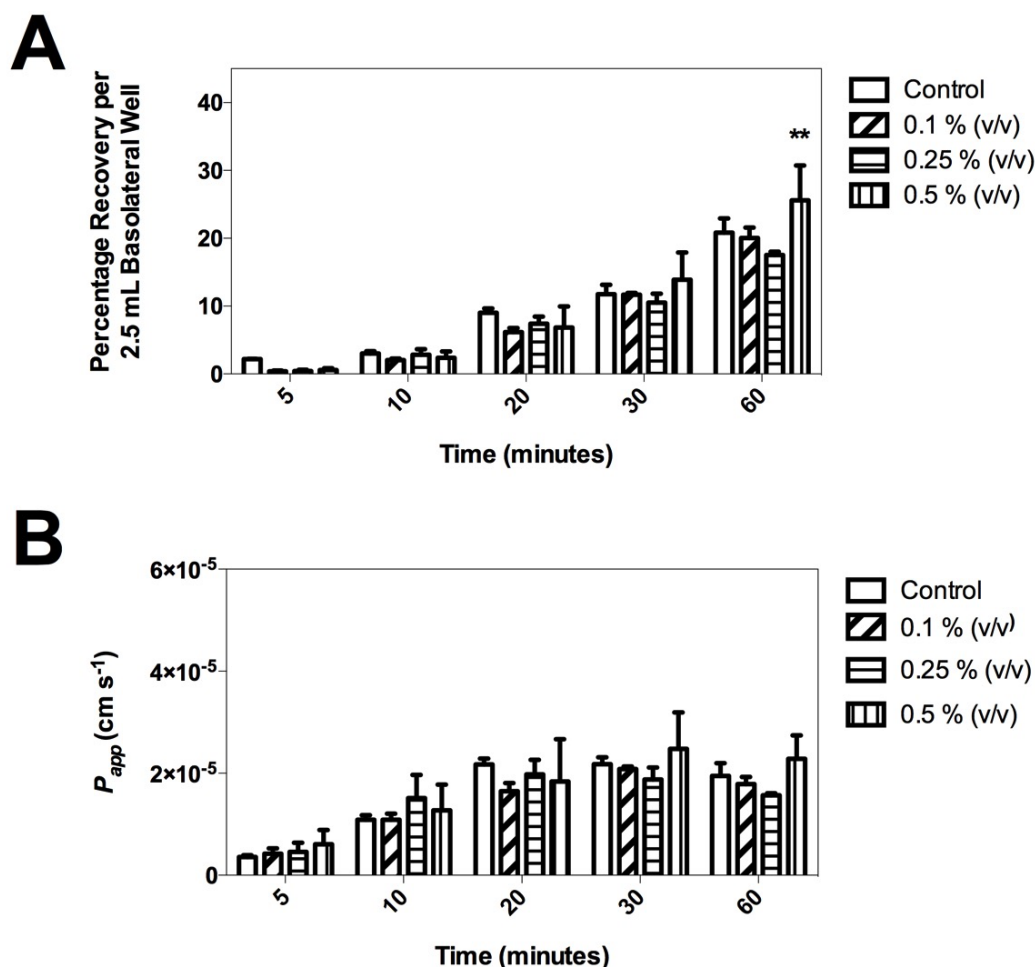 A
Percentage Recovery per
2.5 mL Basolateral Well
40
30
20
10
0
**
5
10
20
30
60
Time (minutes)
Control
0.1 % (v/v)
0.25 % (v/v)
0.5 % (v/v)
B
P_app (cm s⁻¹)
6×10⁻⁵
4×10⁻⁵
2×10⁻⁵
0
5
10
20
30
60
Time (minutes)
Control
0.1 % (v/v)
0.25 % (v/v)
0.5 % (v/v)